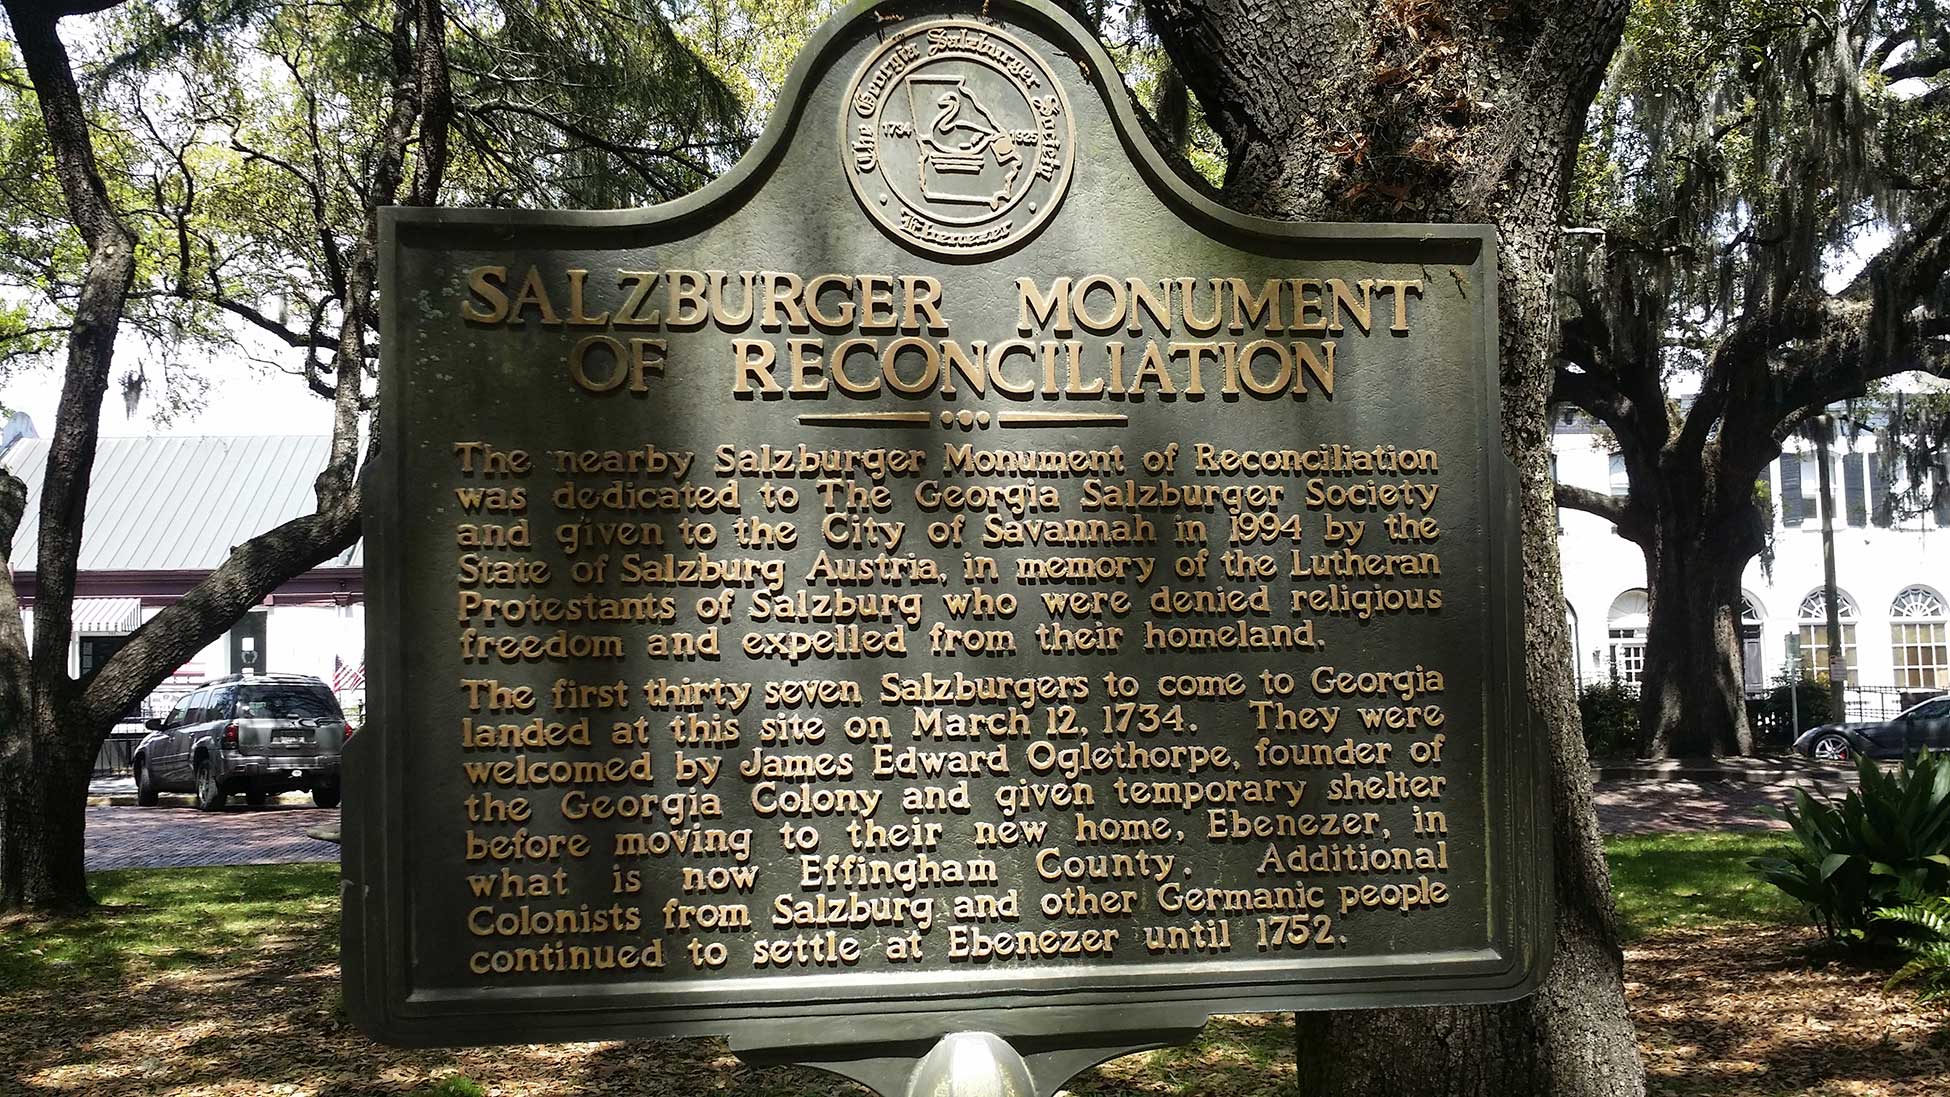 The Georgia Salzburger Society
1734 1925
Ebenezer
SALZBURGER MONUMENT
OF RECONCILIATION
The nearby Salzburger Monument of Reconciliation
was dedicated to The Georgia Salzburger Society
and given to the City of Savannah in 1994 by the
State of Salzburg Austria, in memory of the Lutheran
Protestants of Salzburg who were denied religious
freedom and expelled from their homeland.
The first thirty seven Salzburgers to come to Georgia
landed at this site on March 12, 1734. They were
welcomed by James Edward Oglethorpe, founder of
the Georgia Colony and given temporary shelter
before moving to their new home, Ebenezer, in
what is now Effingham County. Additional
Colonists from Salzburg and other Germanic people
continued to settle at Ebenezer until 1752.